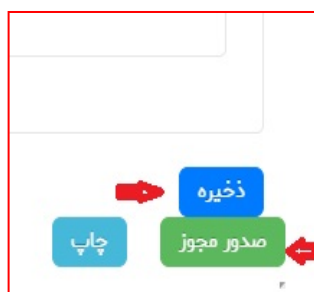 ذخیره
صدور مجوز
چاپ